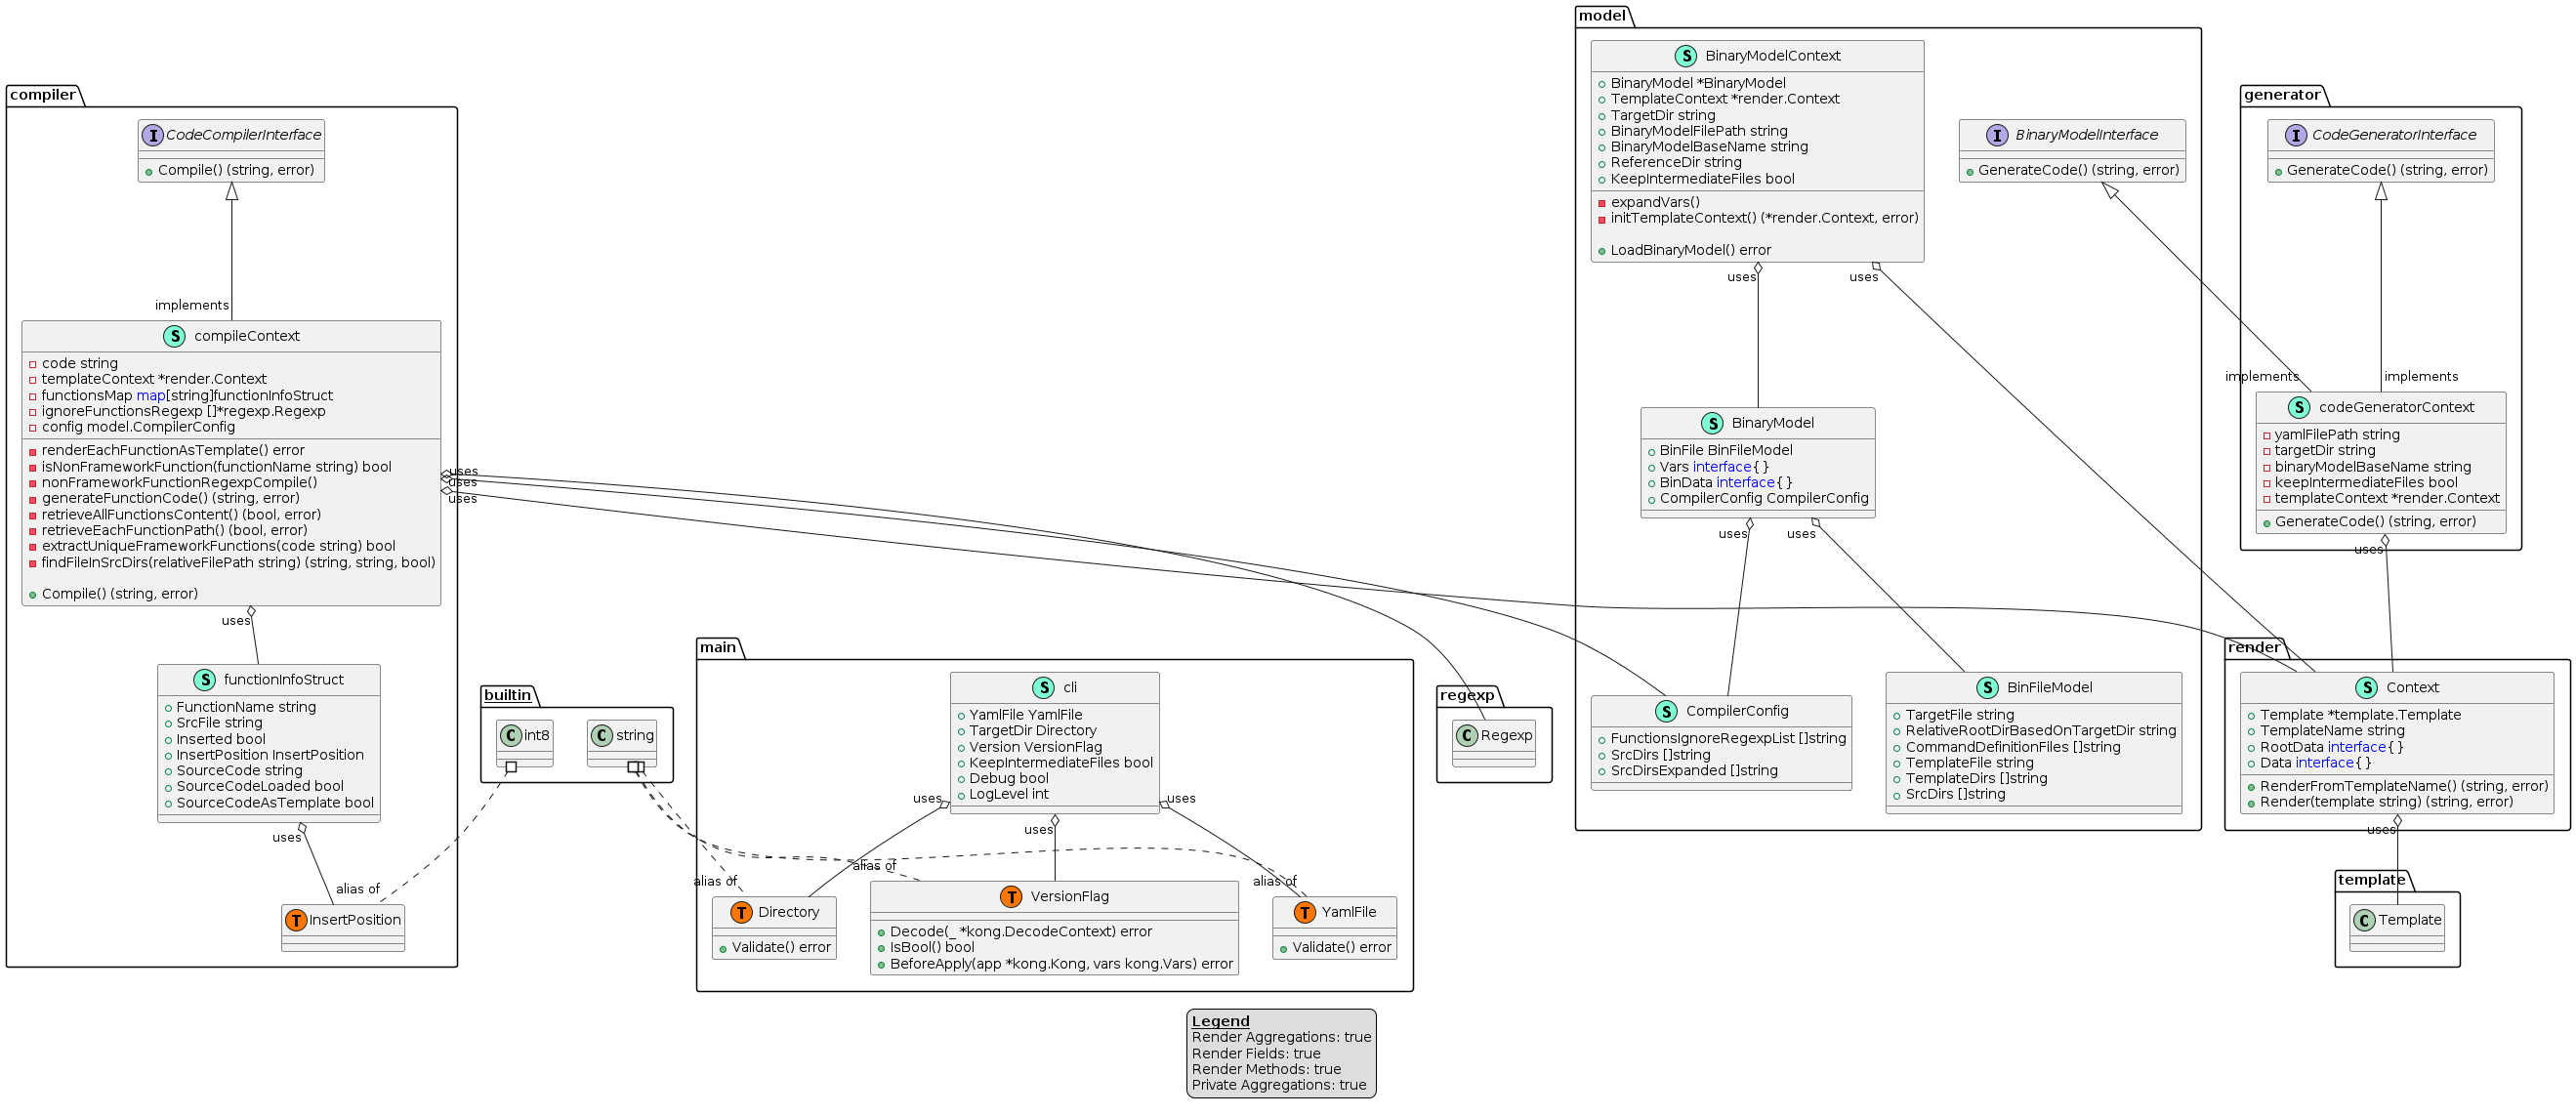 compiler
CodeCompilerInterface
Compile() (string, error)
implements
compileContext
code string
templateContext *render.Context
functionsMap map[string]functionInfoStruct
ignoreFunctionsRegexp []*regexp.Regexp
config model.CompilerConfig
renderEachFunctionAsTemplate() error
isNonFrameworkFunction(functionName string) bool
nonFrameworkFunctionRegexpCompile()
generateFunctionCode() (string, error)
retrieveAllFunctionsContent() (bool, error)
retrieveEachFunctionPath() (bool, error)
extractUniqueFrameworkFunctions(code string) bool
findFileInSrcDirs(relativeFilePath string) (string, string, bool)
Compile() (string, error)
uses
uses
uses
uses
functionInfoStruct
FunctionName string
SrcFile string
Inserted bool
InsertPosition InsertPosition
SourceCode string
SourceCodeLoaded bool
SourceCodeAsTemplate bool
uses
alias of
InsertPosition
builtin
int8
string
main
cli
YamlFile YamlFile
TargetDir Directory
Version VersionFlag
KeepIntermediateFiles bool
Debug bool
LogLevel int
uses
uses
uses
alias of
alias of
alias of
Directory
Validate() error
VersionFlag
Decode(_ *kong.DecodeContext) error
IsBool() bool
BeforeApply(app *kong.Kong, vars kong.Vars) error
YamlFile
Validate() error
regexp
Regexp
model
BinaryModelContext
BinaryModel *BinaryModel
TemplateContext *render.Context
TargetDir string
BinaryModelFilePath string
BinaryModelBaseName string
ReferenceDir string
KeepIntermediateFiles bool
expandVars()
initTemplateContext() (*render.Context, error)
LoadBinaryModel() error
uses
uses
BinaryModelInterface
GenerateCode() (string, error)
BinaryModel
BinFile BinFileModel
Vars interface{}
BinData interface{}
CompilerConfig CompilerConfig
uses
uses
CompilerConfig
FunctionsIgnoreRegexpList []string
SrcDirs []string
SrcDirsExpanded []string
BinFileModel
TargetFile string
RelativeRootDirBasedOnTargetDir string
CommandDefinitionFiles []string
TemplateFile string
TemplateDirs []string
SrcDirs []string
generator
CodeGeneratorInterface
GenerateCode() (string, error)
implements
implements
codeGeneratorContext
yamlFilePath string
targetDir string
binaryModelBaseName string
keepIntermediateFiles bool
templateContext *render.Context
GenerateCode() (string, error)
uses
render
Context
Template *template.Template
TemplateName string
RootData interface{}
Data interface{}
RenderFromTemplateName() (string, error)
Render(template string) (string, error)
uses
template
Template
Legend
Render Aggregations: true
Render Fields: true
Render Methods: true
Private Aggregations: true